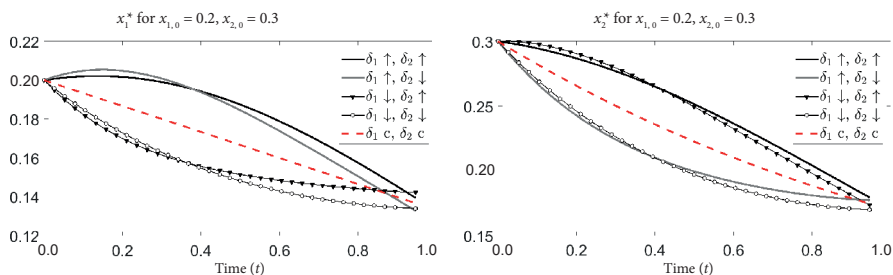 x₁* for x₁,₀ = 0.2, x₂,₀ = 0.3
0.22
0.20
0.18
0.16
0.14
0.12
δ₁ ↑, δ₂ ↑
δ₁ ↑, δ₂ ↓
δ₁ ↓, δ₂ ↑
δ₁ ↓, δ₂ ↓
δ₁ c, δ₂ c
0.0 0.2 0.4 0.6 0.8 1.0
Time (t)
x₂* for x₁,₀ = 0.2, x₂,₀ = 0.3
0.3
0.25
0.20
0.15
δ₁ ↑, δ₂ ↑
δ₁ ↑, δ₂ ↓
δ₁ ↓, δ₂ ↑
δ₁ ↓, δ₂ ↓
δ₁ c, δ₂ c
0.0 0.2 0.4 0.6 0.8 1.0
Time (t)